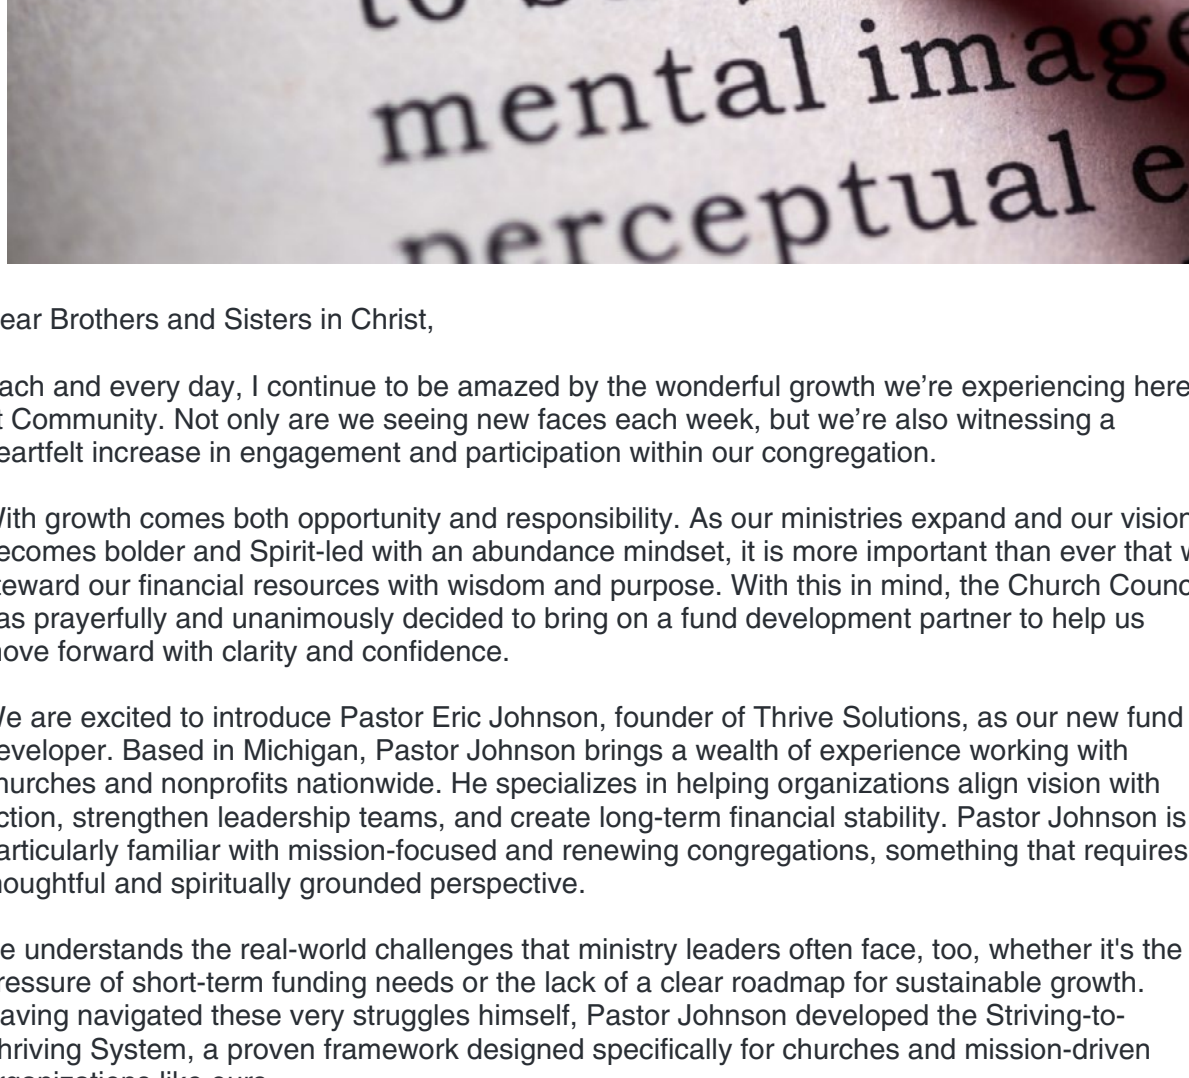 mental image
perceptual e
ear Brothers and Sisters in Christ,
ach and every day, I continue to be amazed by the wonderful growth we’re experiencing here
t Community. Not only are we seeing new faces each week, but we’re also witnessing a
eartfelt increase in engagement and participation within our congregation.
With growth comes both opportunity and responsibility. As our ministries expand and our vision
ecomes bolder and Spirit-led with an abundance mindset, it is more important than ever that w
teward our financial resources with wisdom and purpose. With this in mind, the Church Counc
as prayerfully and unanimously decided to bring on a fund development partner to help us
ove forward with clarity and confidence.
We are excited to introduce Pastor Eric Johnson, founder of Thrive Solutions, as our new fund
eveloper. Based in Michigan, Pastor Johnson brings a wealth of experience working with
hurches and nonprofits nationwide. He specializes in helping organizations align vision with
ction, strengthen leadership teams, and create long-term financial stability. Pastor Johnson is
articularly familiar with mission-focused and renewing congregations, something that requires
houghtful and spiritually grounded perspective.
e understands the real-world challenges that ministry leaders often face, too, whether it's the
ressure of short-term funding needs or the lack of a clear roadmap for sustainable growth.
aving navigated these very struggles himself, Pastor Johnson developed the Striving-to-
hriving System, a proven framework designed specifically for churches and mission-driven